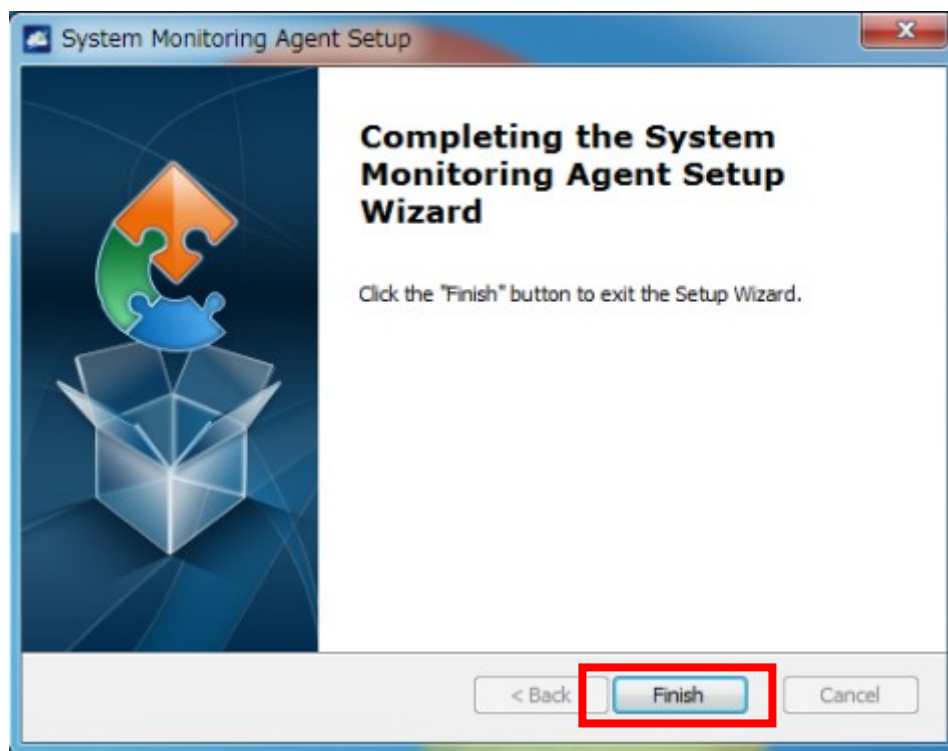 System Monitoring Agent Setup
Completing the System
Monitoring Agent Setup
Wizard
Click the "Finish" button to exit the Setup Wizard.
< Back Finish Cancel